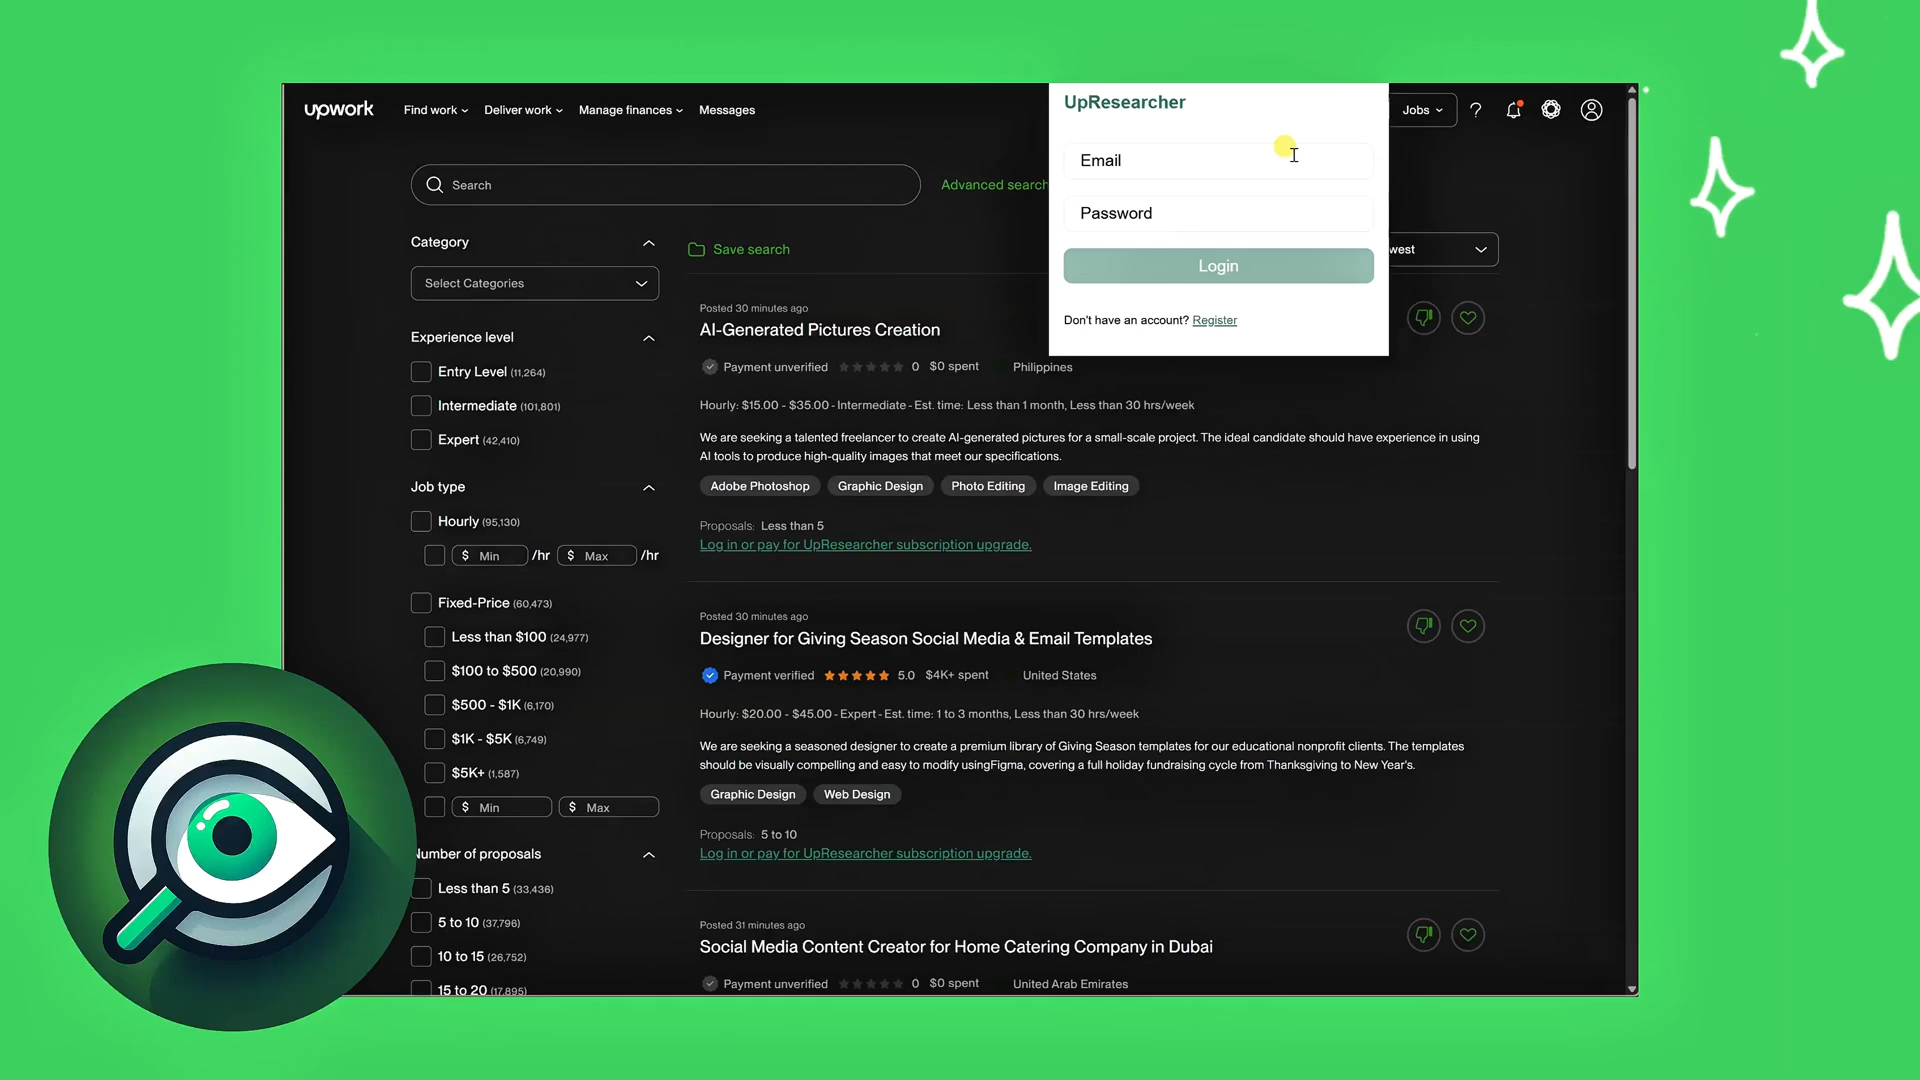 upwork
Find work
Deliver work
Manage finances
Messages
UpResearcher
Jobs
?
Email
Password
Login
Don't have an account? Register
Search
Advanced search
Category
Select Categories
Save search
west
Experience level
Entry Level (11,264)
Intermediate (101,801)
Expert (42,410)
Job type
Hourly (95,130)
$ Min /hr $ Max /hr
Fixed-Price (60,473)
Less than $100 (24,977)
$100 to $500 (20,990)
$500 - $1K (6,170)
$1K - $5K (6,749)
$5K+ (1,587)
$ Min $ Max
Number of proposals
Less than 5 (33,436)
5 to 10 (37,796)
10 to 15 (26,752)
15 to 20 (17,895)
Posted 30 minutes ago
AI-Generated Pictures Creation
Payment unverified 0 $0 spent Philippines
Hourly: $15.00 - $35.00 - Intermediate - Est. time: Less than 1 month, Less than 30 hrs/week
We are seeking a talented freelancer to create AI-generated pictures for a small-scale project. The ideal candidate should have experience in using
AI tools to produce high-quality images that meet our specifications.
Adobe Photoshop Graphic Design Photo Editing Image Editing
Proposals: Less than 5
Log in or pay for UpResearcher subscription upgrade.
Posted 30 minutes ago
Designer for Giving Season Social Media & Email Templates
Payment verified 5.0 $4K+ spent United States
Hourly: $20.00 - $45.00 - Expert - Est. time: 1 to 3 months, Less than 30 hrs/week
We are seeking a seasoned designer to create a premium library of Giving Season templates for our educational nonprofit clients. The templates
should be visually compelling and easy to modify usingFigma, covering a full holiday fundraising cycle from Thanksgiving to New Year's.
Graphic Design Web Design
Proposals: 5 to 10
Log in or pay for UpResearcher subscription upgrade.
Posted 31 minutes ago
Social Media Content Creator for Home Catering Company in Dubai
Payment unverified 0 $0 spent United Arab Emirates